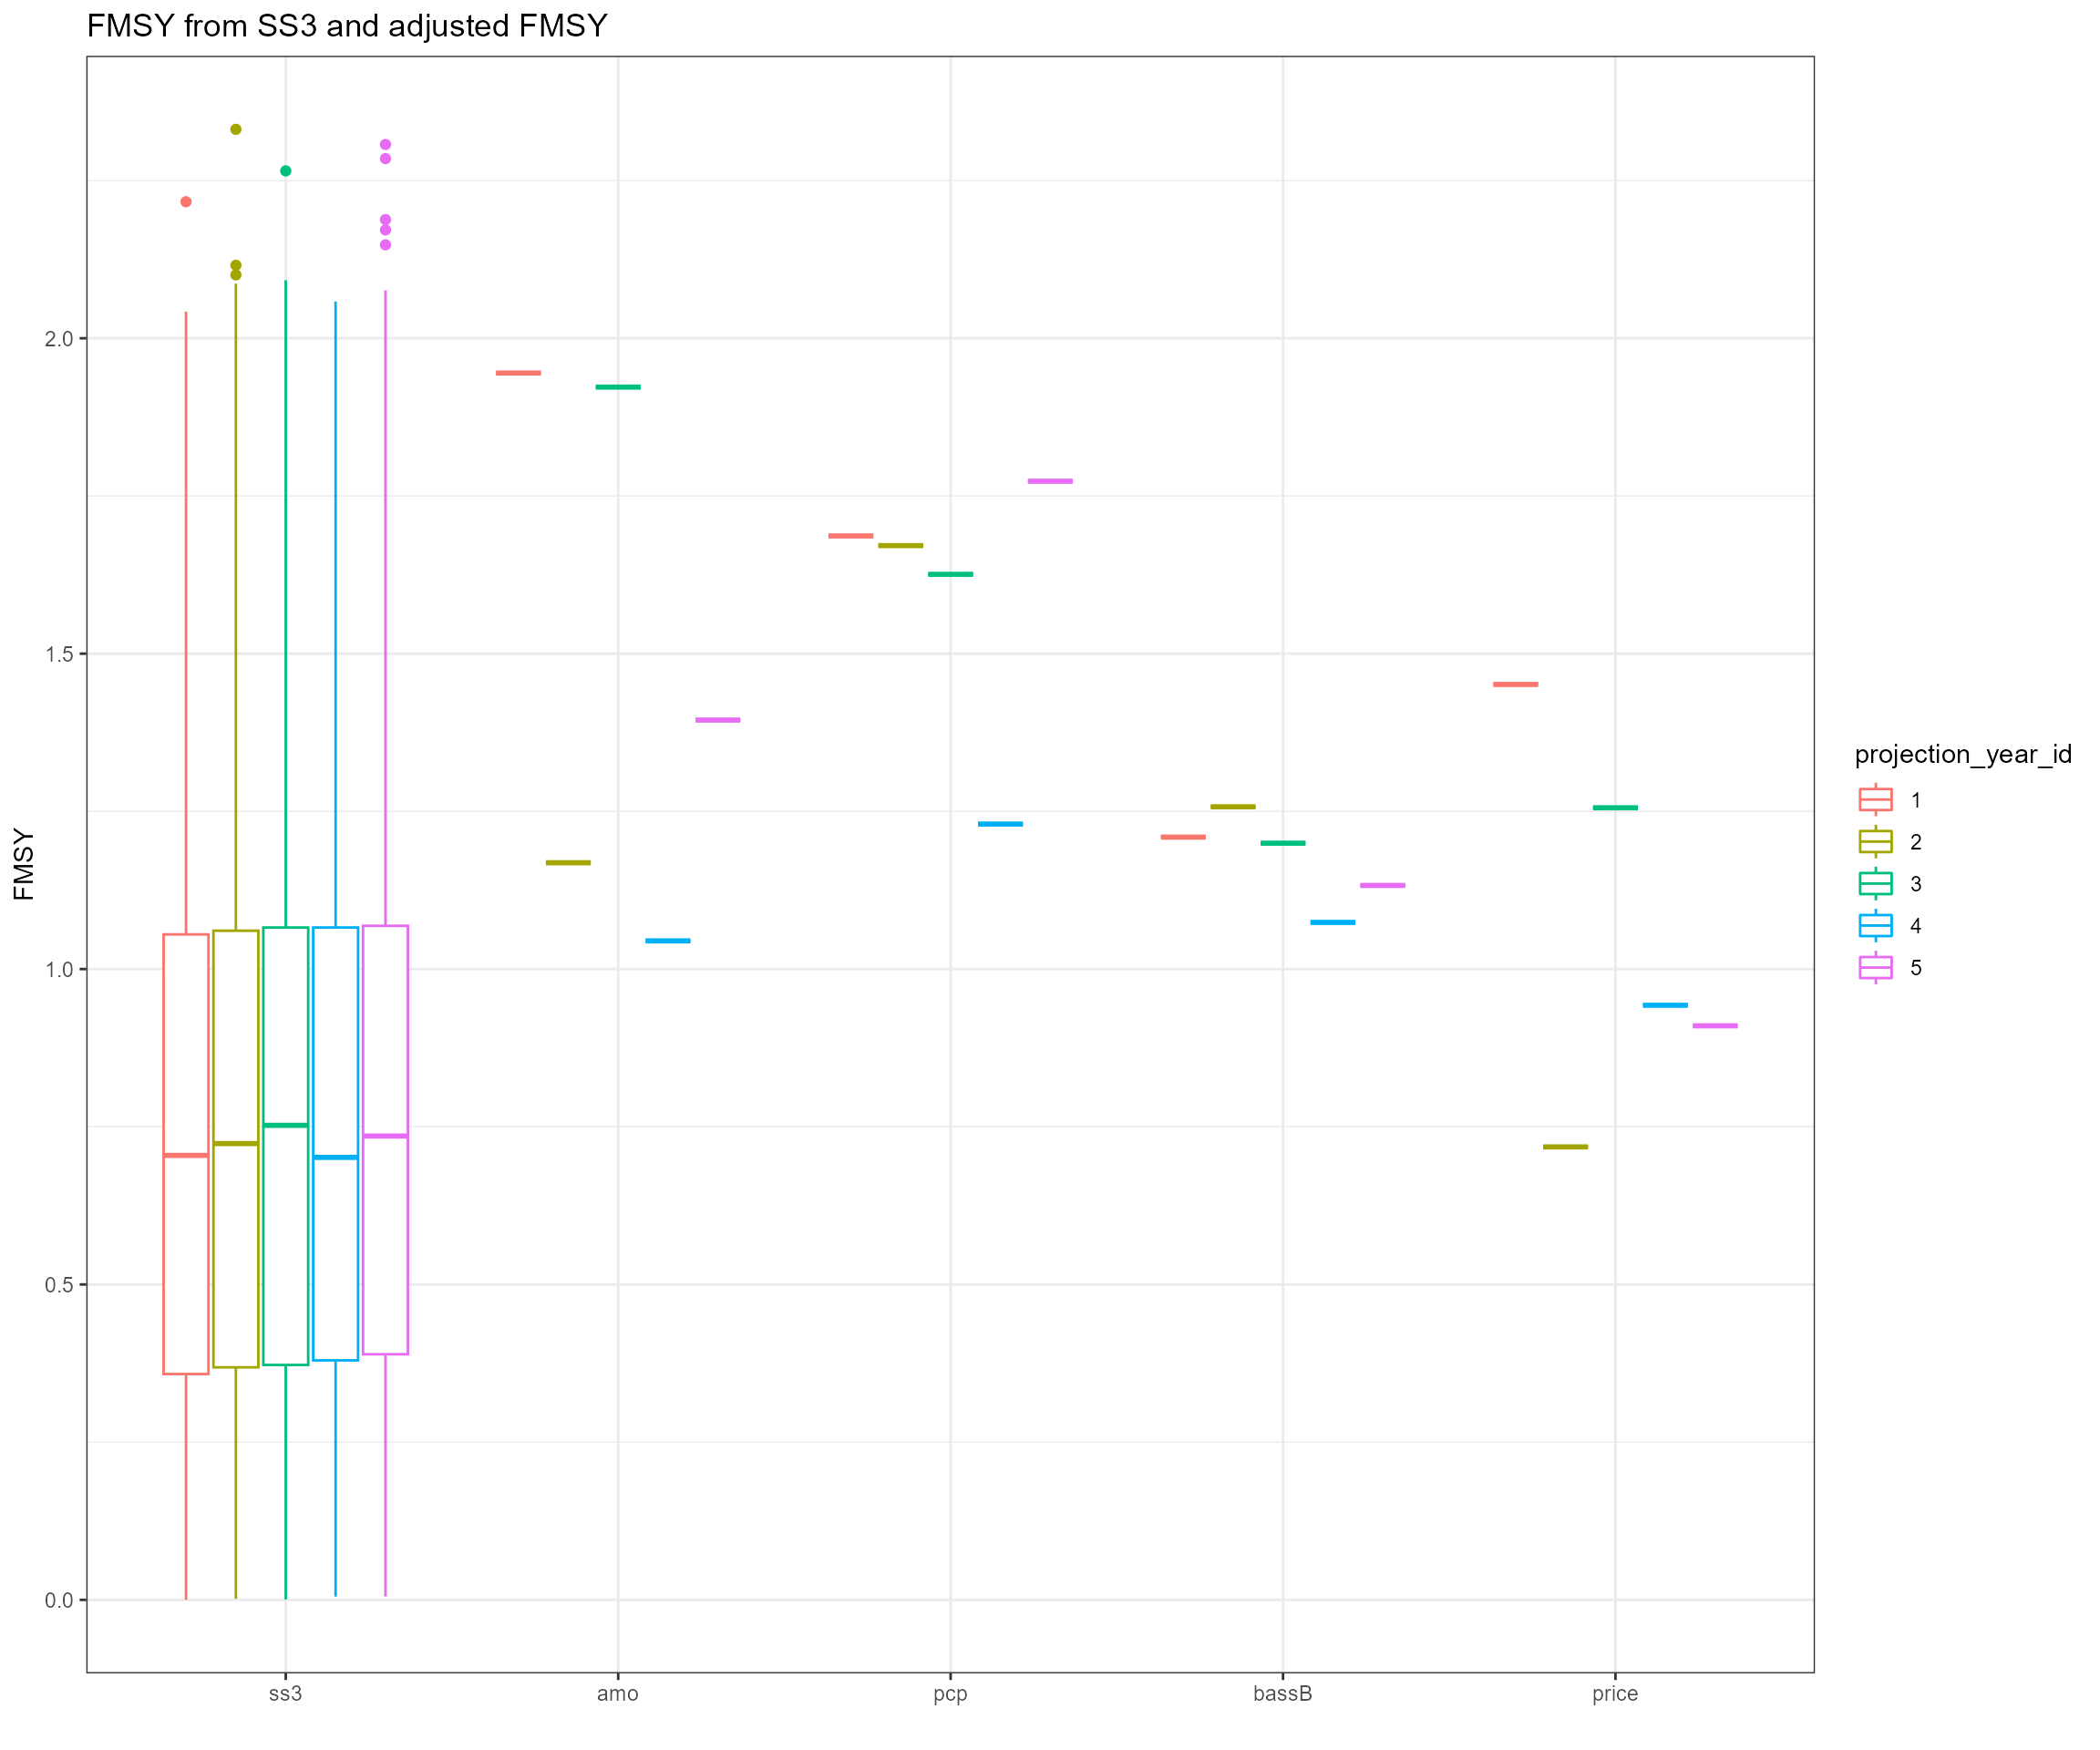 FMSY from SS3 and adjusted FMSY
FMSY
2.0
1.5
1.0
0.5
0.0
ss3
amo
pcp
bassB
price
projection_year_id
1
2
3
4
5